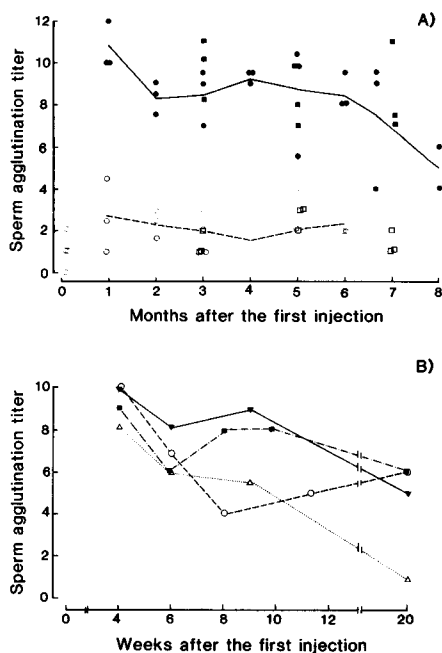 A)
Sperm agglutination titer
12
10
8
6
4
2
0
0 1 2 3 4 5 6 7 8
Months after the first injection
B)
Sperm agglutination titer
10
8
6
4
2
0
0 4 6 8 10 12 20
Weeks after the first injection